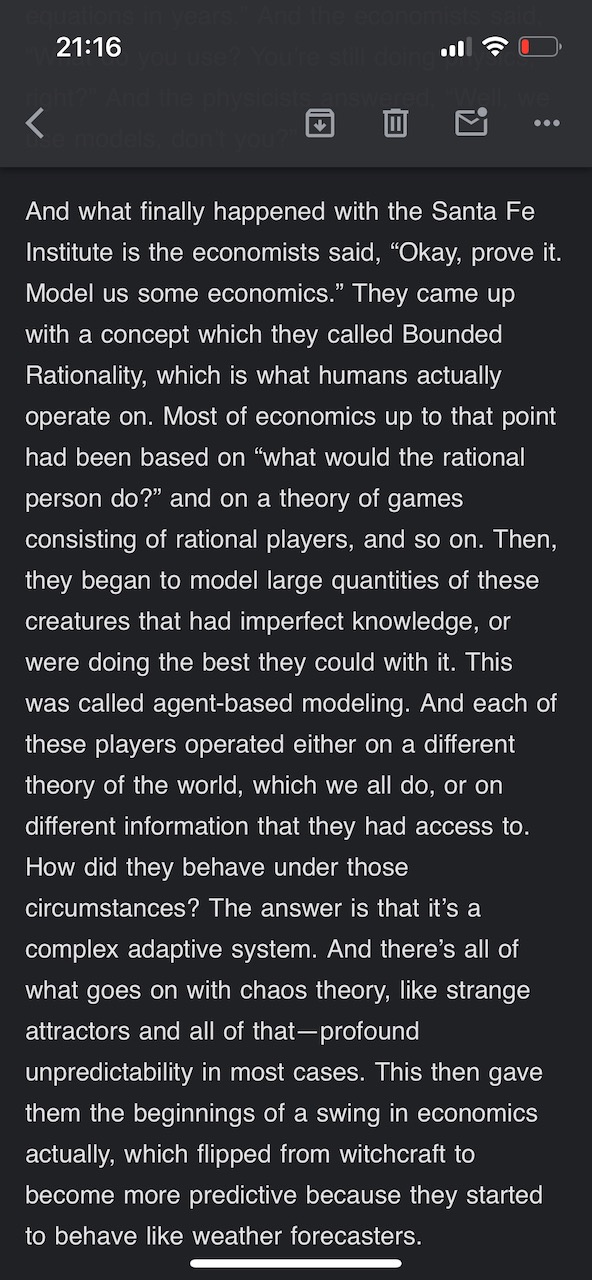 equations in years.” And the economists said,
you use? You're still doing
right?” And the physicists answered, “Well, we
use models, don't you?”
21:16
And what finally happened with the Santa Fe
Institute is the economists said, “Okay, prove it.
Model us some economics.” They came up
with a concept which they called Bounded
Rationality, which is what humans actually
operate on. Most of economics up to that point
had been based on “what would the rational
person do?” and on a theory of games
consisting of rational players, and so on. Then,
they began to model large quantities of these
creatures that had imperfect knowledge, or
were doing the best they could with it. This
was called agent-based modeling. And each of
these players operated either on a different
theory of the world, which we all do, or on
different information that they had access to.
How did they behave under those
circumstances? The answer is that it’s a
complex adaptive system. And there’s all of
what goes on with chaos theory, like strange
attractors and all of that—profound
unpredictability in most cases. This then gave
them the beginnings of a swing in economics
actually, which flipped from witchcraft to
become more predictive because they started
to behave like weather forecasters.